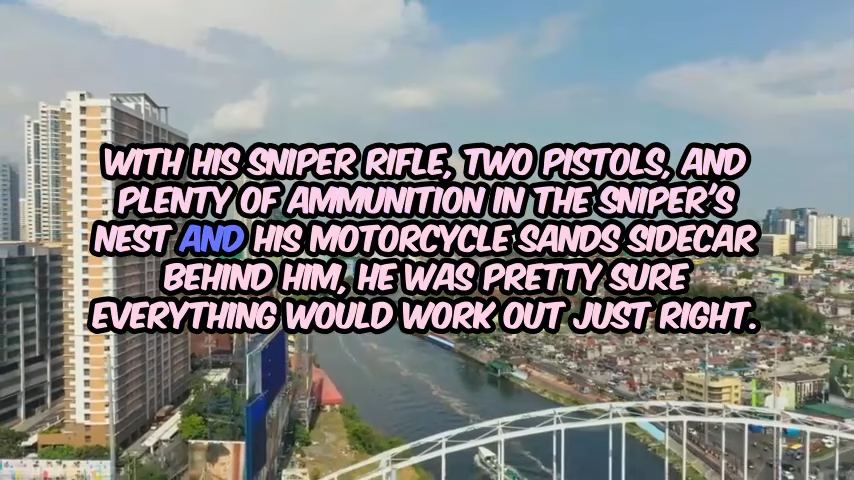 WITH HIS SNIPER RIFLE, TWO PISTOLS, AND
PLENTY OF AMMUNITION IN THE SNIPER'S
NEST AND HIS MOTORCYCLE SANDS SIDECAR
BEHIND HIM, HE WAS PRETTY SURE
EVERYTHING WOULD WORK OUT JUST RIGHT.